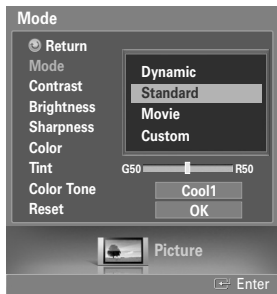 Mode
Return
Mode
Contrast
Brightness
Sharpness
Color
Tint G50 R50
Color Tone Cool1
Reset OK
Dynamic
Standard
Movie
Custom
Picture
Enter